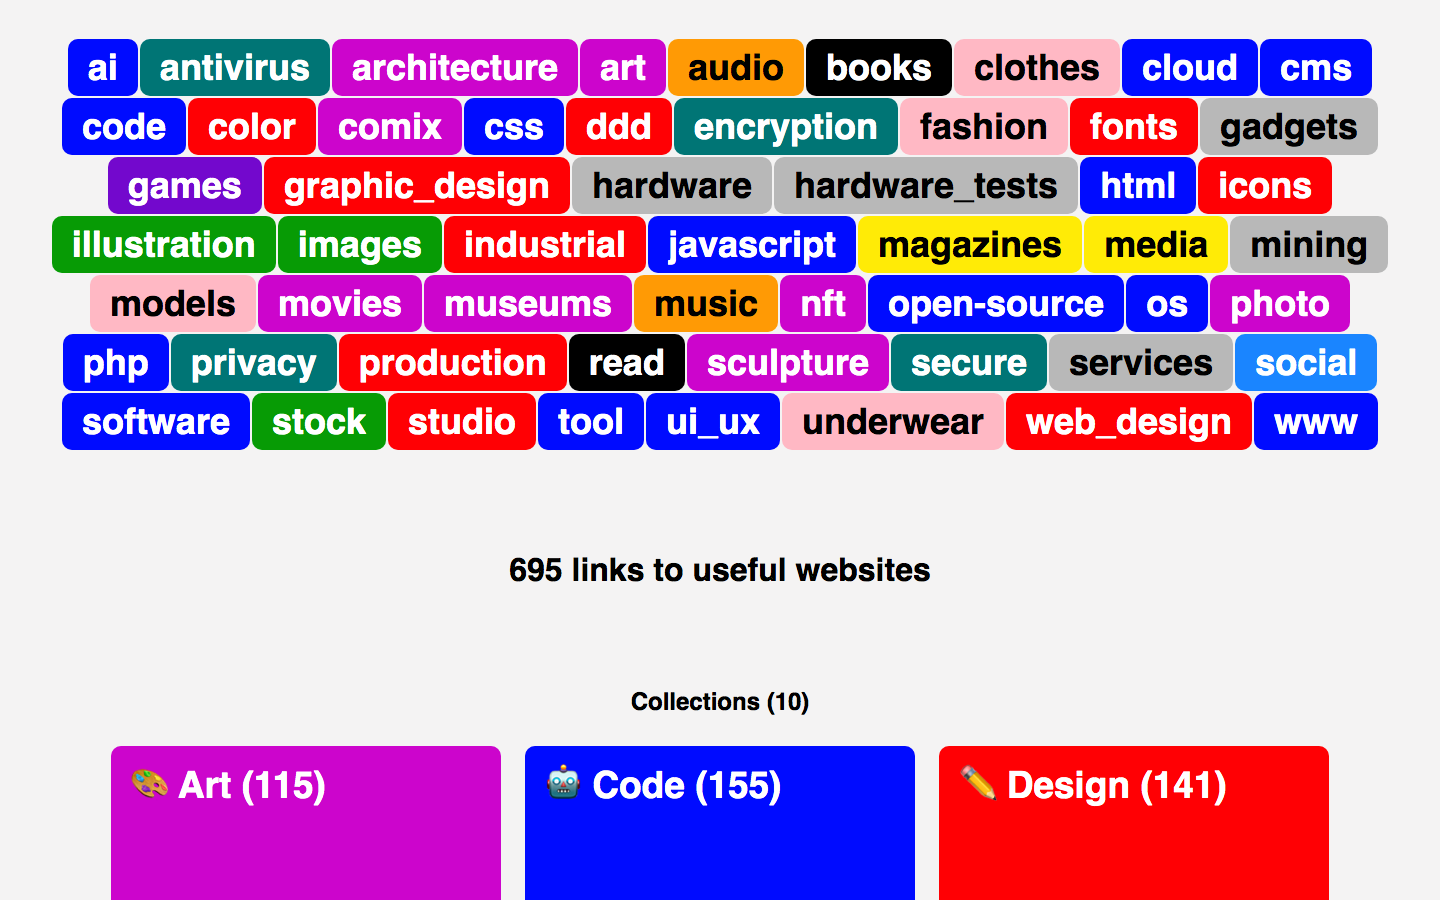 ai antivirus architecture art audio books clothes cloud cms
code color comix css ddd encryption fashion fonts gadgets
games graphic_design hardware hardware_tests html icons
illustration images industrial javascript magazines media mining
models movies museums music nft open-source os photo
php privacy production read sculpture secure services social
software stock studio tool ui_ux underwear web_design www
695 links to useful websites
Collections (10)
Art (115) Code (155) Design (141)